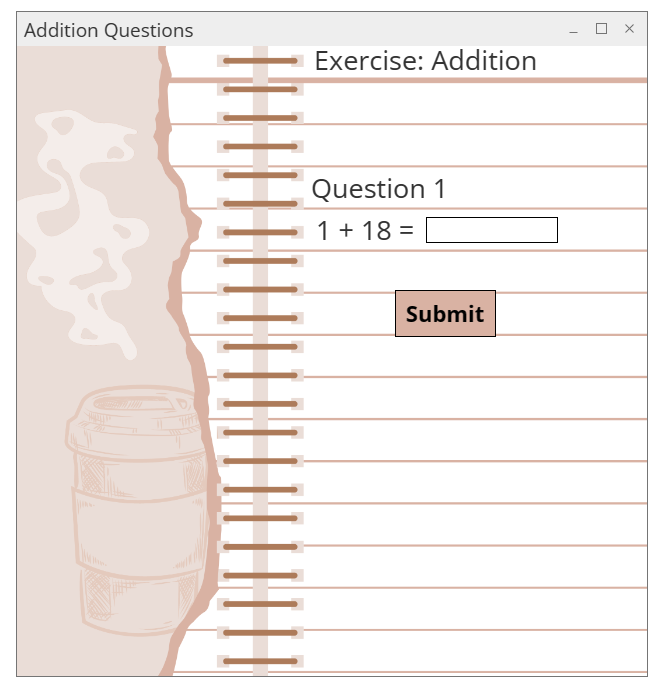 Addition Questions
Exercise: Addition
Question 1
1 + 18 =
Submit